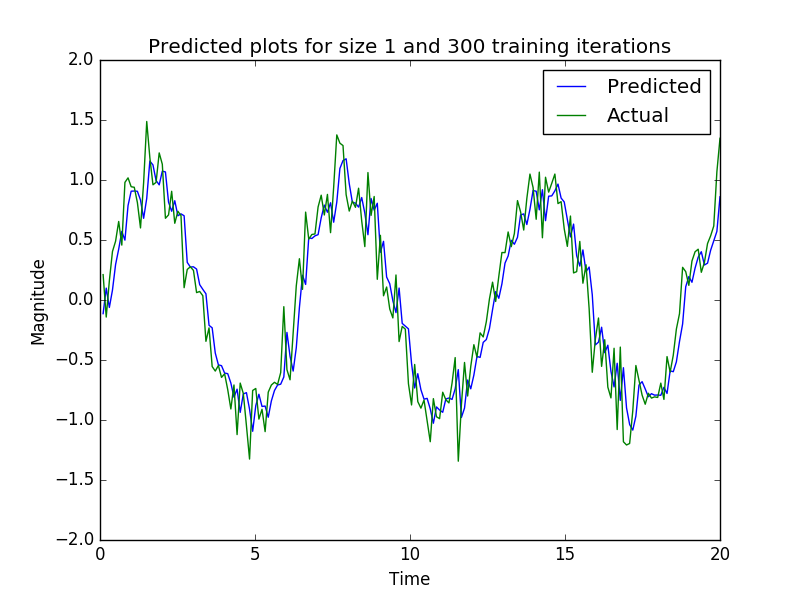 Predicted plots for size 1 and 300 training iterations
Predicted
Actual
2.0
1.5
1.0
0.5
0.0
−0.5
−1.0
−1.5
−2.0
Magnitude
0 5 10 15 20
Time